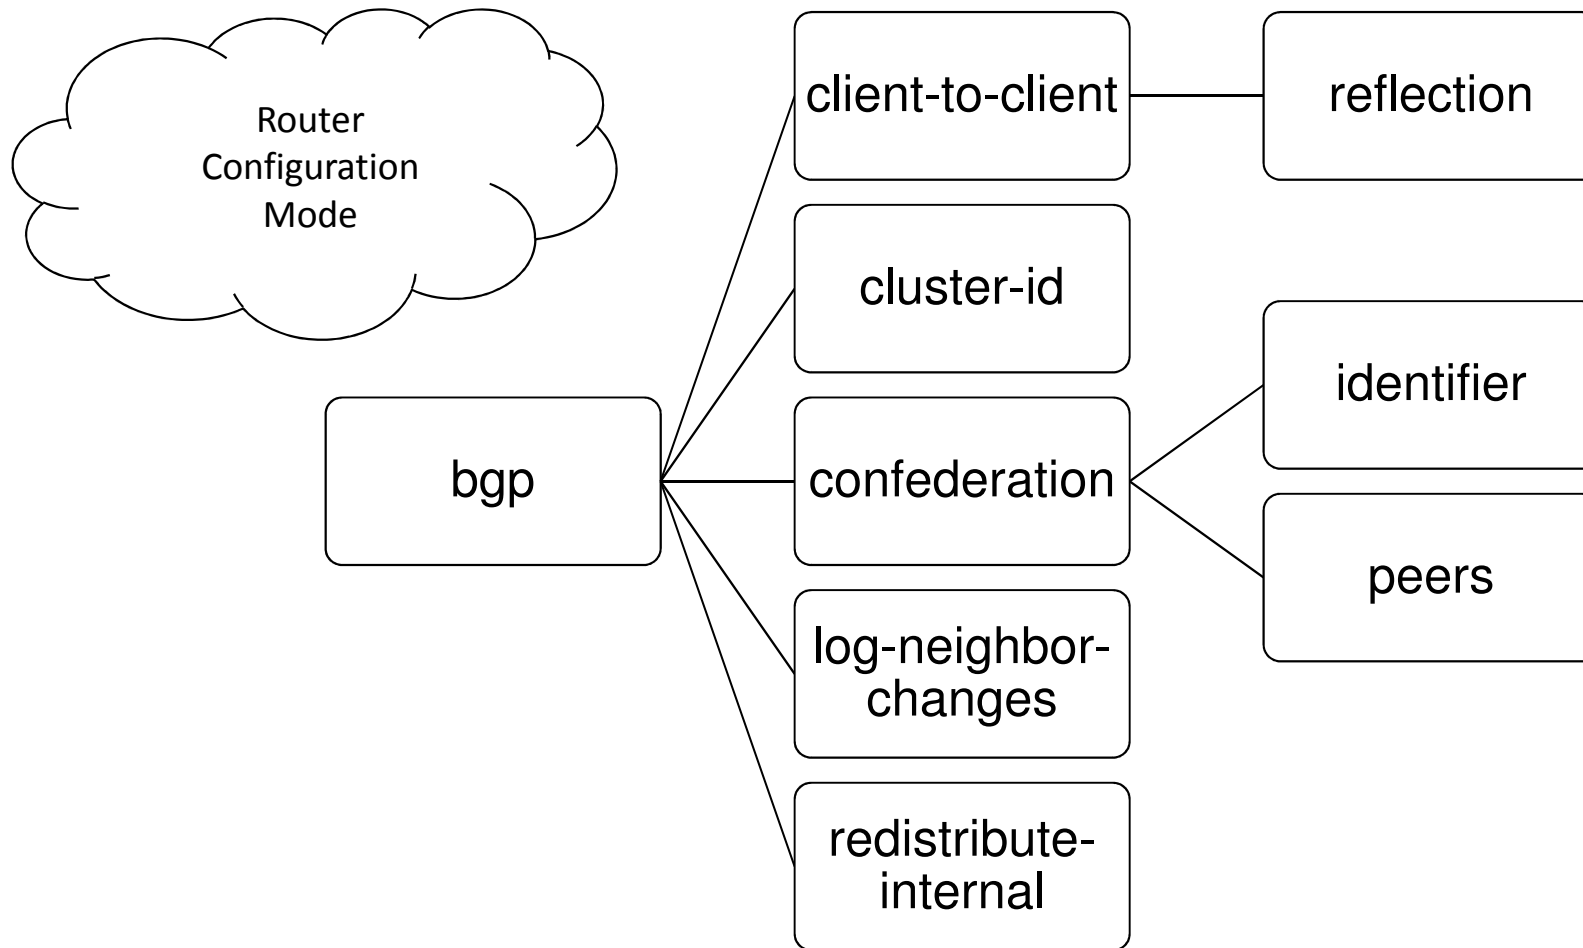 Router
Configuration
Mode
client-to-client
reflection
cluster-id
identifier
bgp
confederation
peers
log-neighbor-
changes
redistribute-
internal